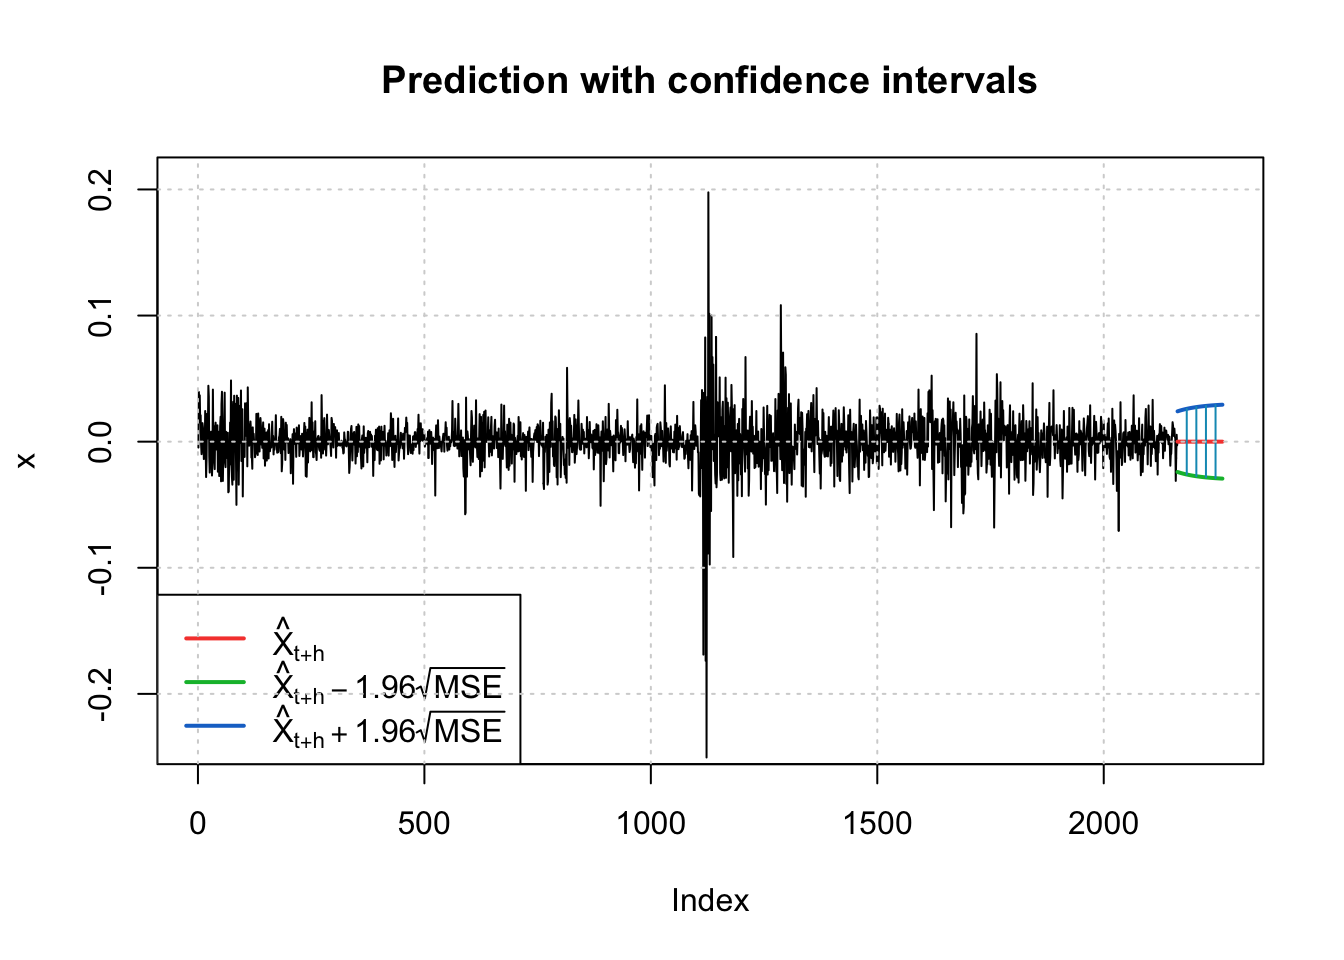 Prediction with confidence intervals
x
0.2
0.1
0.0
-0.1
-0.2
X̂t+h
X̂t+h − 1.96√MSE
X̂t+h + 1.96√MSE
0 500 1000 1500 2000
Index